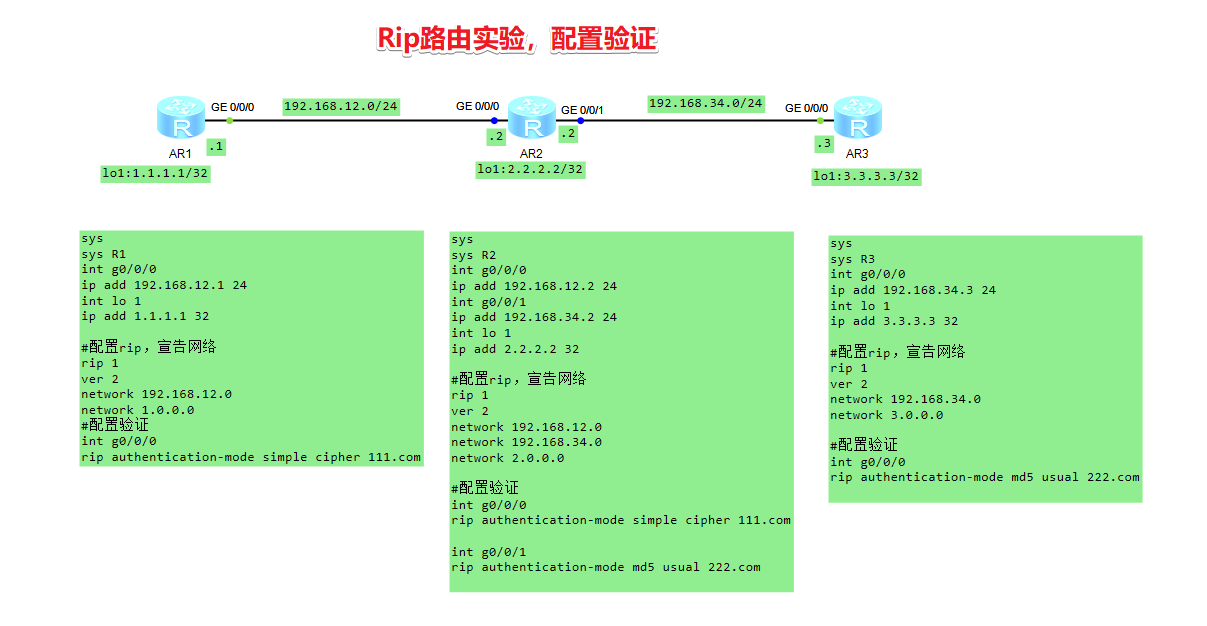 Rip路由实验，配置验证
GE 0/0/0
192.168.12.0/24
GE 0/0/0
GE 0/0/1
192.168.34.0/24
GE 0/0/0
R
R
R
.1
.2
.2
.3
AR1
AR2
AR3
lo1:1.1.1.1/32
lo1:2.2.2.2/32
lo1:3.3.3.3/32
sys
sys R1
int g0/0/0
ip add 192.168.12.1 24
int lo 1
ip add 1.1.1.1 32
#配置rip，宣告网络
rip 1
ver 2
network 192.168.12.0
network 1.0.0.0
#配置验证
int g0/0/0
rip authentication-mode simple cipher 111.com
sys
sys R2
int g0/0/0
ip add 192.168.12.2 24
int g0/0/1
ip add 192.168.34.2 24
int lo 1
ip add 2.2.2.2 32
#配置rip，宣告网络
rip 1
ver 2
network 192.168.12.0
network 192.168.34.0
network 2.0.0.0
#配置验证
int g0/0/0
rip authentication-mode simple cipher 111.com
int g0/0/1
rip authentication-mode md5 usual 222.com
sys
sys R3
int g0/0/0
ip add 192.168.34.3 24
int lo 1
ip add 3.3.3.3 32
#配置rip，宣告网络
rip 1
ver 2
network 192.168.34.0
network 3.0.0.0
#配置验证
int g0/0/0
rip authentication-mode md5 usual 222.com